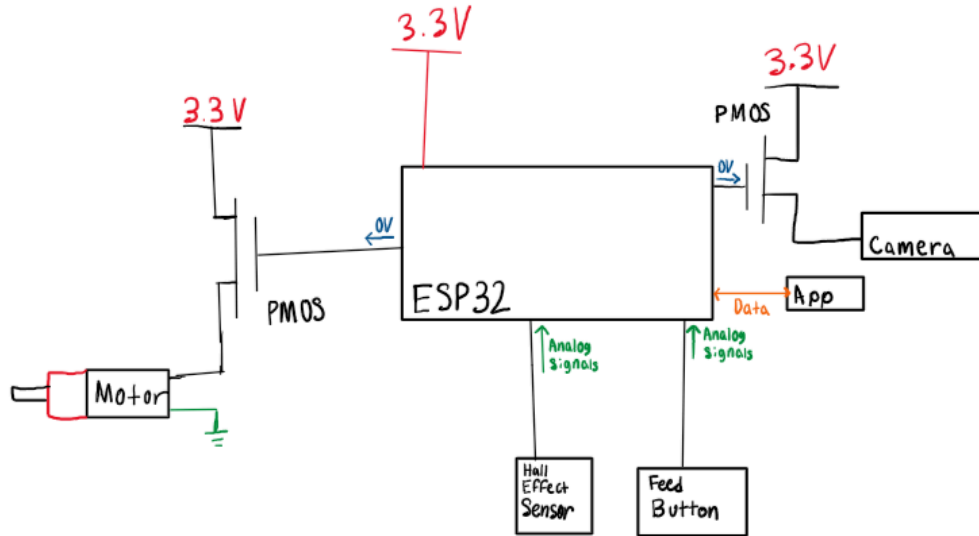 3.3V
3.3V
PMOS
3.3V
0V
0V
Camera
ESP32
PMOS
App
Data
Analog
signals
Analog
signals
Motor
Hall
Effect
Sensor
Feed
Button